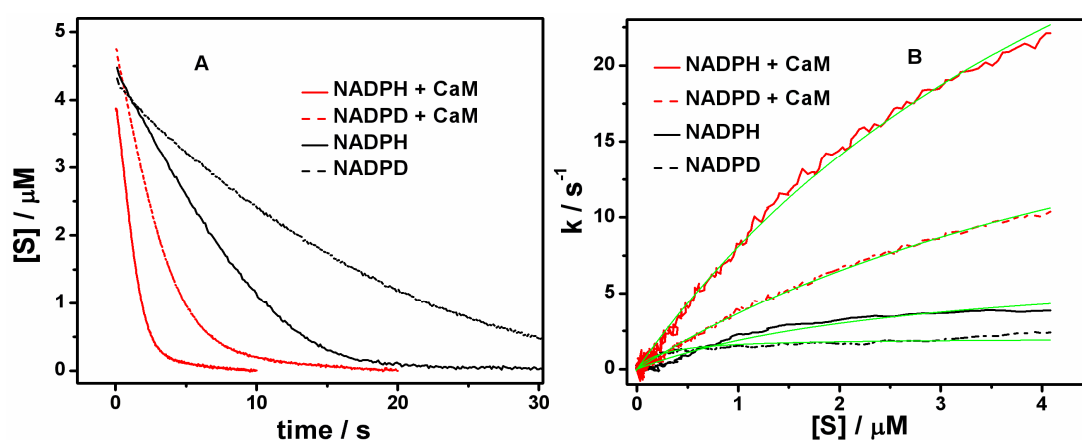 A
NADPH + CaM
NADPD + CaM
NADPH
NADPD
[S] / μM
5
4
3
2
1
0
0
10
20
30
time / s
B
NADPH + CaM
NADPD + CaM
NADPH
NADPD
k / s⁻¹
20
15
10
5
0
0
1
2
3
4
[S] / μM